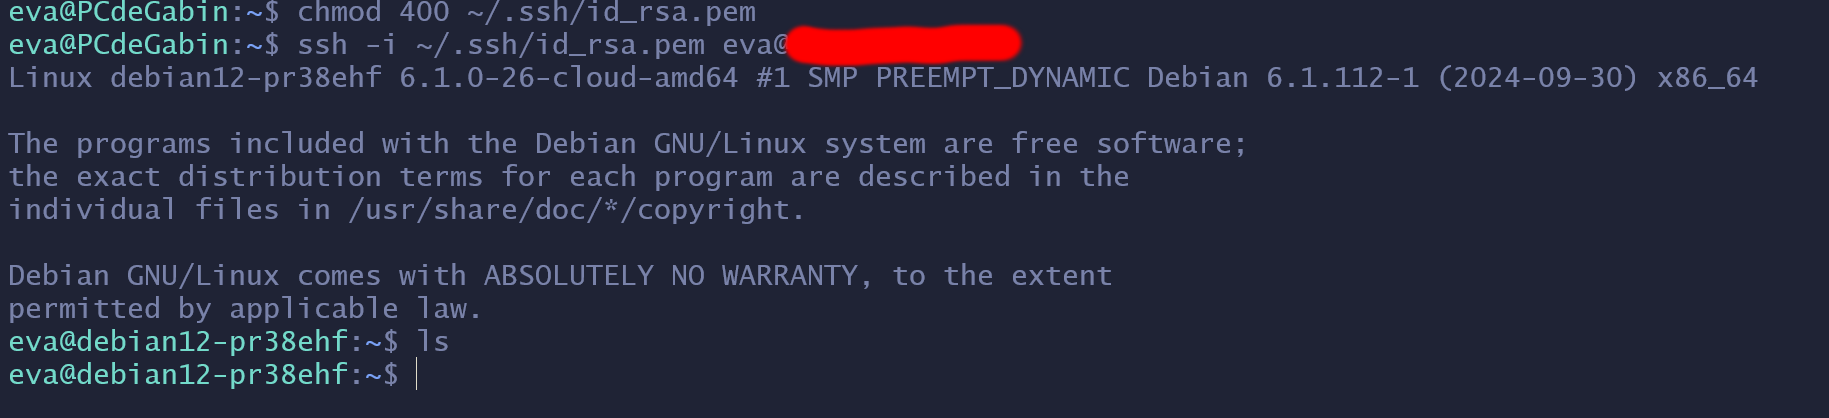 eva@PCdeGabin:~$ chmod 400 ~/.ssh/id_rsa.pem
eva@PCdeGabin:~$ ssh -i ~/.ssh/id_rsa.pem eva@
Linux debian12-pr38ehf 6.1.0-26-cloud-amd64 #1 SMP PREEMPT_DYNAMIC Debian 6.1.112-1 (2024-09-30) x86_64
The programs included with the Debian GNU/Linux system are free software;
the exact distribution terms for each program are described in the
individual files in /usr/share/doc/*/copyright.
Debian GNU/Linux comes with ABSOLUTELY NO WARRANTY, to the extent
permitted by applicable law.
eva@debian12-pr38ehf:~$ ls
eva@debian12-pr38ehf:~$